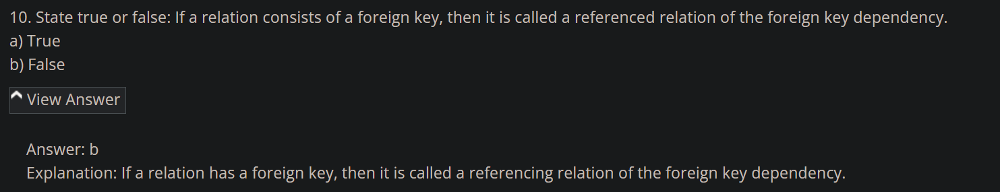 10. State true or false: If a relation consists of a foreign key, then it is called a referenced relation of the foreign key dependency.
a) True
b) False
View Answer
Answer: b
Explanation: If a relation has a foreign key, then it is called a referencing relation of the foreign key dependency.